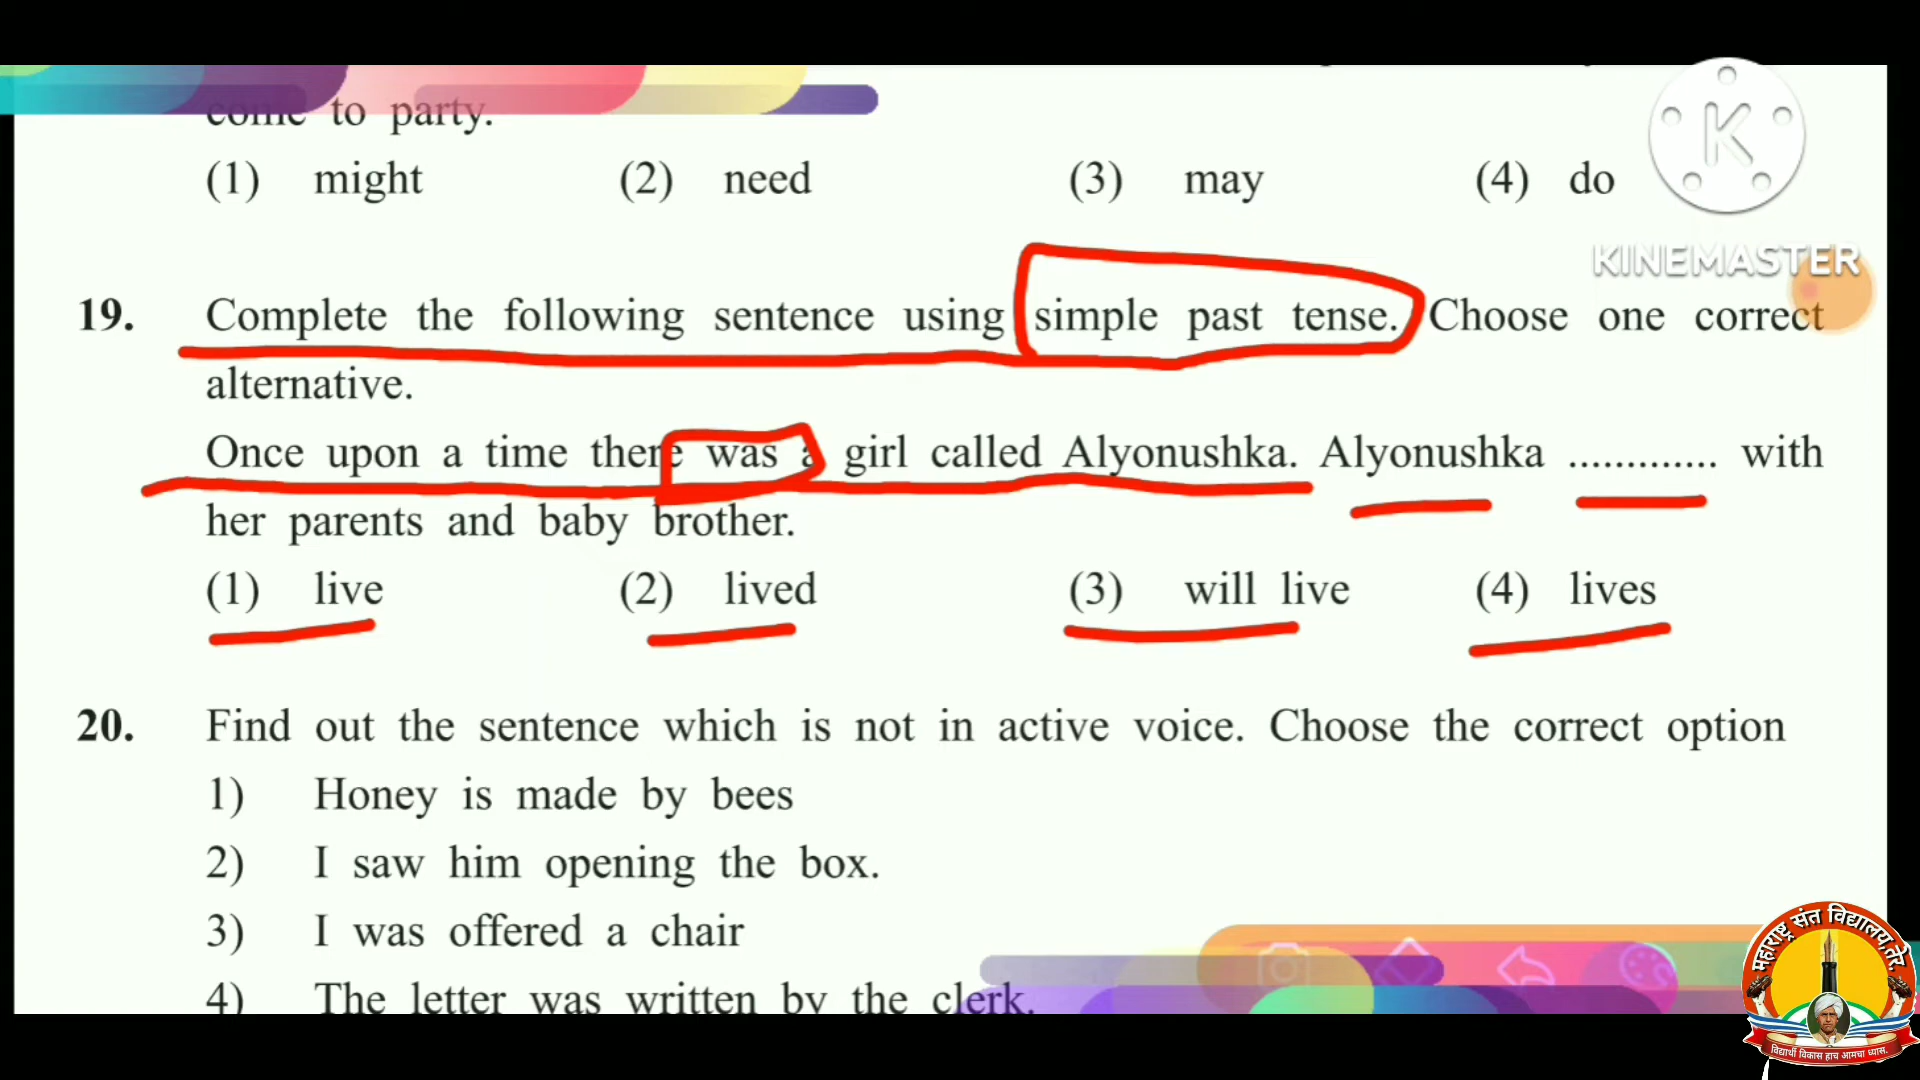 come to party.
(1) might (2) need (3) may (4) do
KINEMASTER
19. Complete the following sentence using simple past tense. Choose one correct
alternative.
Once upon a time there was a girl called Alyonushka. Alyonushka ............. with
her parents and baby brother.
(1) live (2) lived (3) will live (4) lives
20. Find out the sentence which is not in active voice. Choose the correct option
1) Honey is made by bees
2) I saw him opening the box.
3) I was offered a chair
4) The letter was written by the clerk.
महाराष्ट्र संत विद्यालय,तेर.
विद्यार्थी विकास हाच आमचा ध्यास.